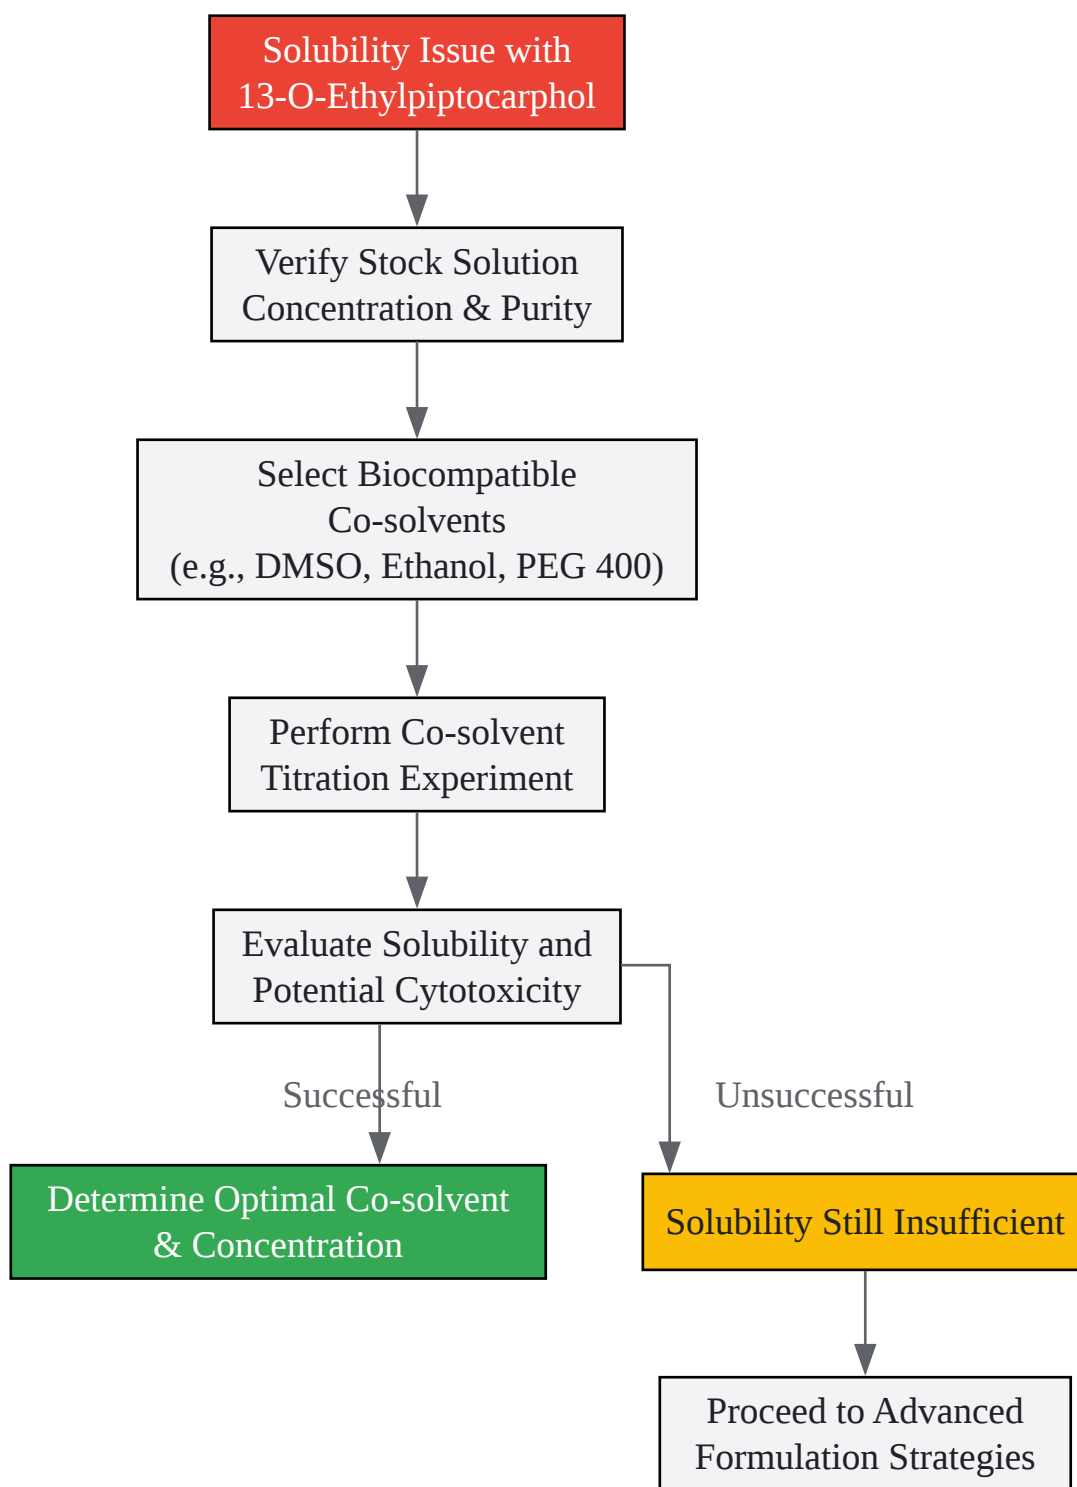 Solubility Issue with
13-O-Ethylpiptocarphol
Verify Stock Solution
Concentration & Purity
Select Biocompatible
Co-solvents
(e.g., DMSO, Ethanol, PEG 400)
Perform Co-solvent
Titration Experiment
Evaluate Solubility and
Potential Cytotoxicity
Successful
Unsuccessful
Determine Optimal Co-solvent
& Concentration
Solubility Still Insufficient
Proceed to Advanced
Formulation Strategies